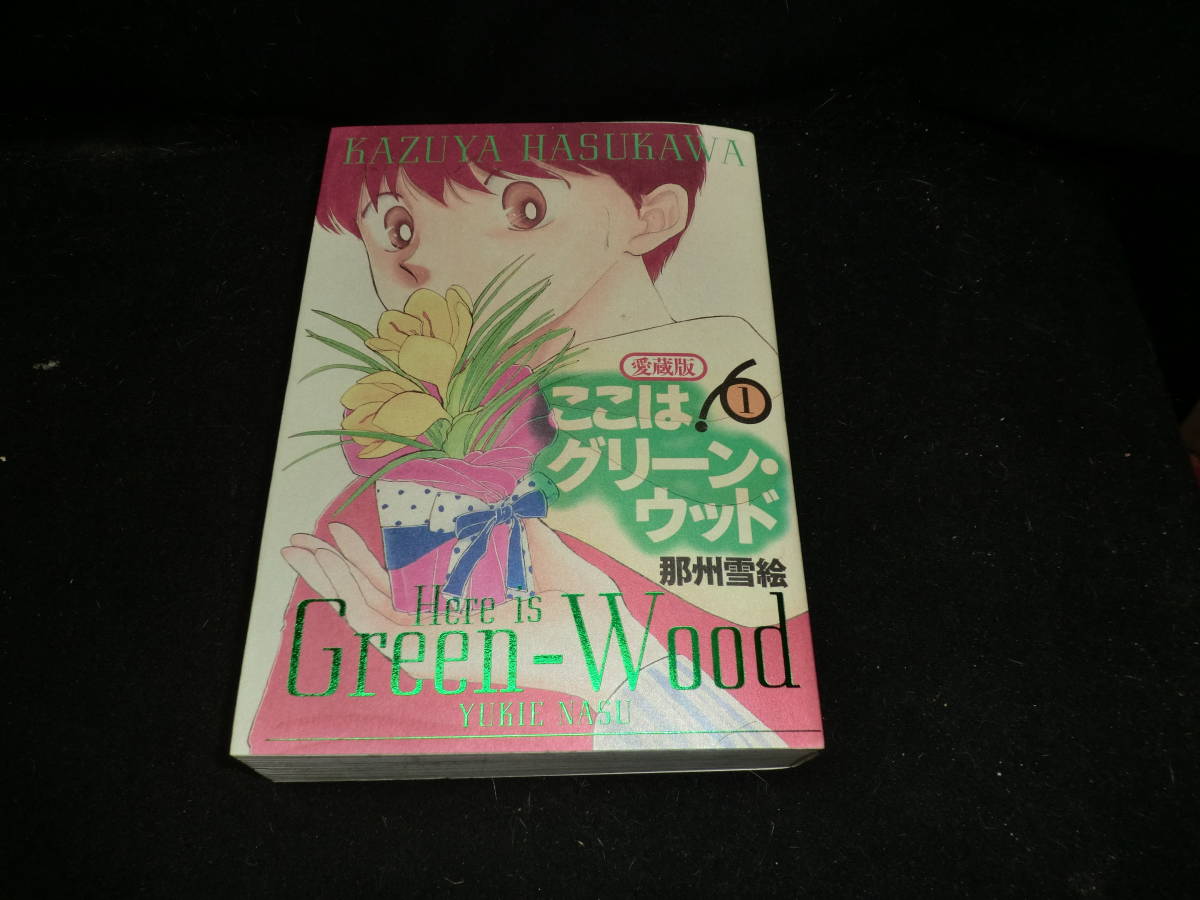 KAZUYA HASUKAWA
愛蔵版
ここは
1
グリーン・
ウッド
那州雪絵
Here is
Green-Wood
YUKIE NASU